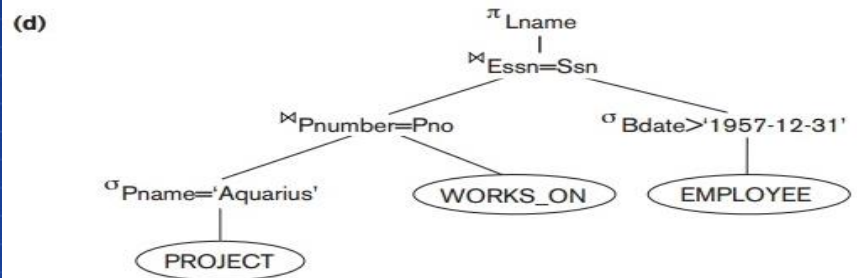 (d)
π Lname
⋈ Essn=Ssn
⋈ Pnumber=Pno
σ Bdate>‘1957-12-31’
σ Pname=‘Aquarius’
WORKS_ON
EMPLOYEE
PROJECT